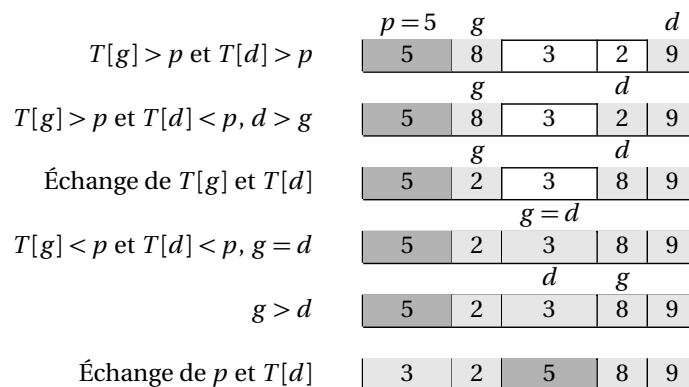 p = 5 g d
T[g] > p et T[d] > p 5 8 3 2 9
g d
T[g] > p et T[d] < p, d > g 5 8 3 2 9
g d
Échange de T[g] et T[d] 5 2 3 8 9
g = d
T[g] < p et T[d] < p, g = d 5 2 3 8 9
d g
g > d 5 2 3 8 9
Échange de p et T[d] 3 2 5 8 9